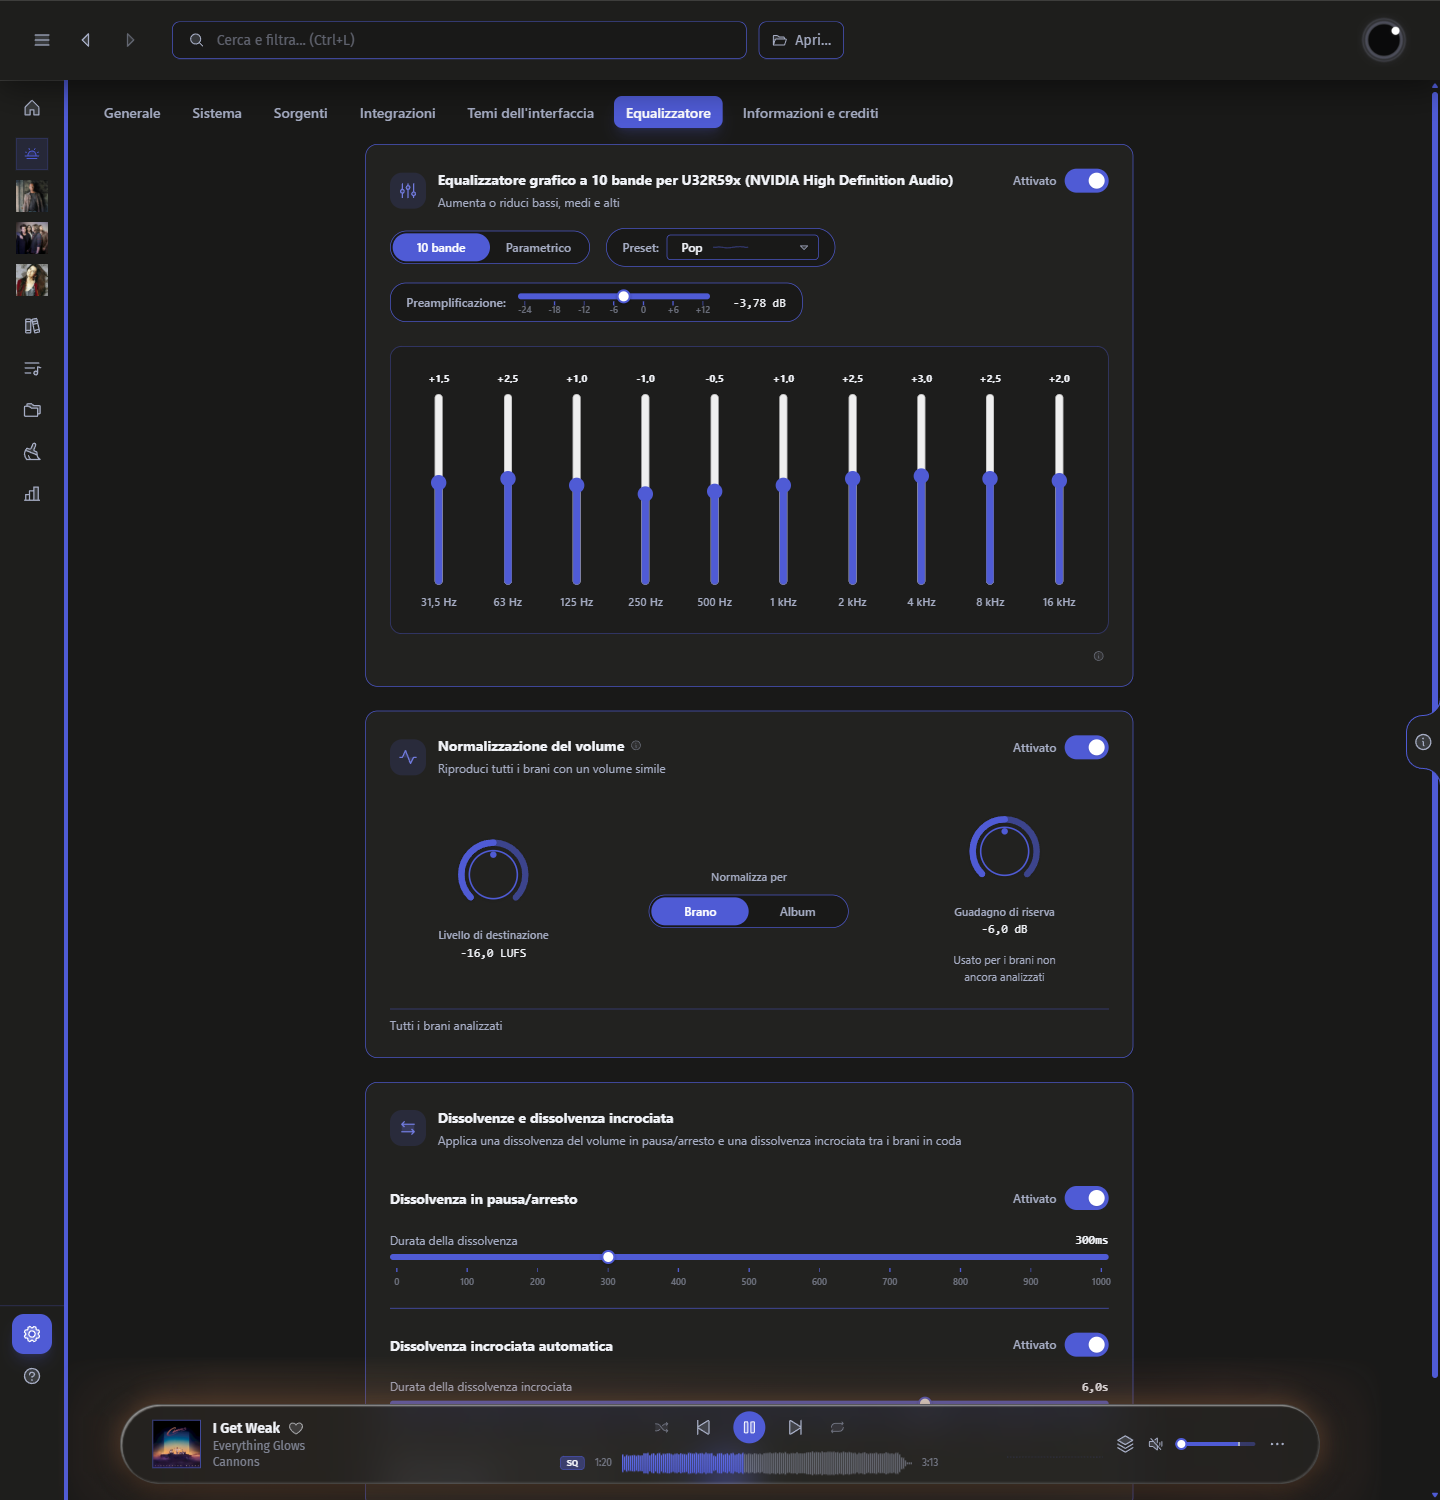 Cerca e filtra... (Ctrl+L)
Apri...
Generale
Sistema
Sorgenti
Integrazioni
Temi dell'interfaccia
Equalizzatore
Informazioni e crediti
Equalizzatore grafico a 10 bande per U32R59x (NVIDIA High Definition Audio)
Attivato
Aumenta o riduci bassi, medi e alti
10 bande
Parametrico
Preset:
Pop
Preamplificazione:
-24 -18 -12 -6 0 +6 +12
-3,78 dB
+1,5 +2,5 +1,0 -1,0 -0,5 +1,0 +2,5 +3,0 +2,5 +2,0
31,5 Hz 63 Hz 125 Hz 250 Hz 500 Hz 1 kHz 2 kHz 4 kHz 8 kHz 16 kHz
Normalizzazione del volume
Attivato
Riproduci tutti i brani con un volume simile
Livello di destinazione
-16,0 LUFS
Normalizza per
Brano
Album
Guadagno di riserva
-6,0 dB
Usato per i brani non
ancora analizzati
Tutti i brani analizzati
Dissolvenze e dissolvenza incrociata
Applica una dissolvenza del volume in pausa/arresto e una dissolvenza incrociata tra i brani in coda
Dissolvenza in pausa/arresto
Attivato
Durata della dissolvenza
300ms
0 100 200 300 400 500 600 700 800 900 1000
Dissolvenza incrociata automatica
Attivato
Durata della dissolvenza incrociata
6,0s
I Get Weak
Everything Glows
Cannons
SQ
1:20
3:13